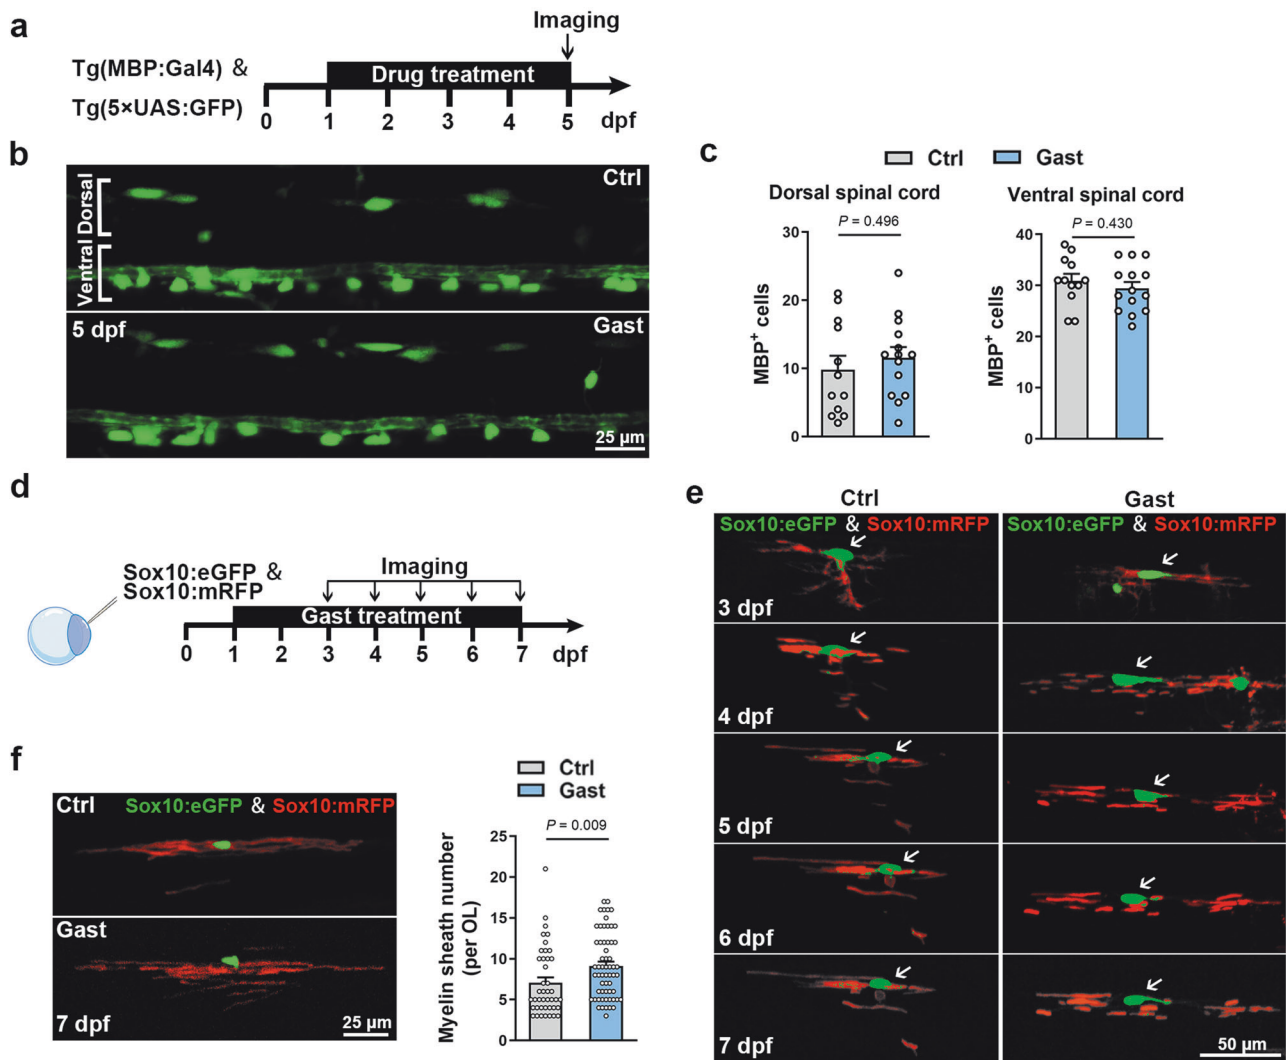 a
Imaging
Tg(MBP:Gal4) &
Drug treatment
Tg(5×UAS:GFP)
0 1 2 3 4 5 dpf
b
Ctrl
Dorsal
Ventral
5 dpf
Gast
25 µm
c
Ctrl Gast
Dorsal spinal cord
P = 0.496
MBP+ cells
30
20
10
0
Ventral spinal cord
P = 0.430
MBP+ cells
40
30
20
10
0
d
Sox10:eGFP &
Sox10:mRFP
Imaging
Gast treatment
0 1 2 3 4 5 6 7 dpf
e
Ctrl Gast
Sox10:eGFP & Sox10:mRFP Sox10:eGFP & Sox10:mRFP
3 dpf
4 dpf
5 dpf
6 dpf
7 dpf
50 µm
f
Ctrl Sox10:eGFP & Sox10:mRFP
Gast
7 dpf
25 µm
Ctrl
Gast
P = 0.009
Myelin sheath number
(per OL)
25
20
15
10
5
0